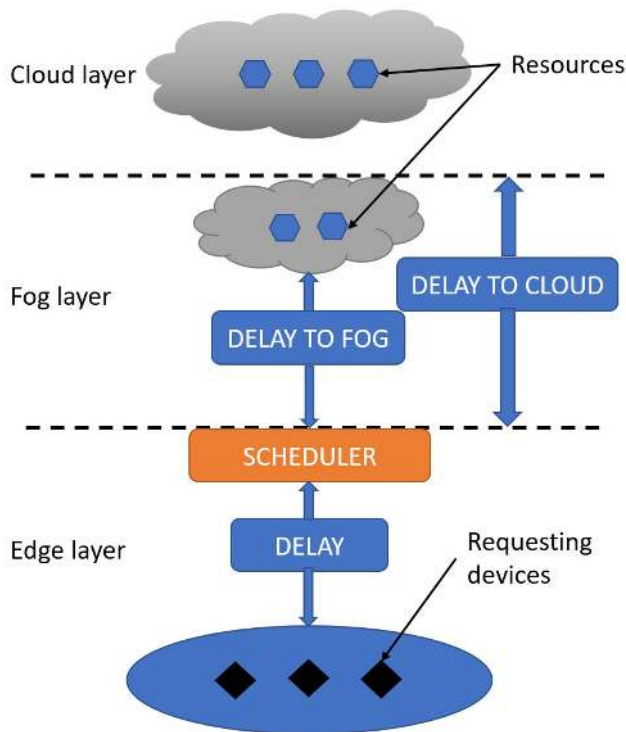 Cloud layer
Resources
Fog layer
DELAY TO CLOUD
DELAY TO FOG
SCHEDULER
Edge layer
DELAY
Requesting
devices